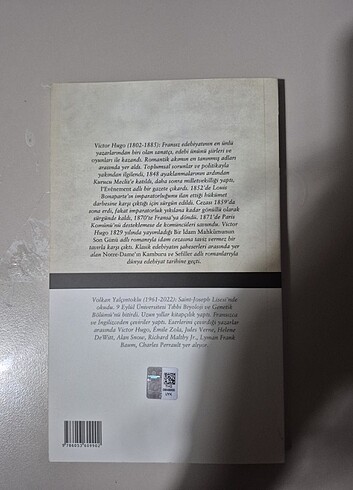 Victor Hugo (1802-1885): Fransız edebiyatının en ünlü
yazarlarından biri olan sanatçı, edebi ününü şiirleri ve
oyunları ile kazandı. Romantik akımın en tanınmış adları
arasında yer aldı. Toplumsal sorunlar ve politikayla
yakından ilgilendi, 1848 ayaklanmalarının ardından
Kurucu Meclis'e katıldı, daha sonra milletvekilliği yaptı,
l'Evénement adlı bir gazete çıkardı. 1852'de Louis
Bonaparte'ın imparatorluğunu ilan ettiği hükümet
darbesine karşı çıktığı için sürgün edildi. Cezası 1859'da
sona erdi, fakat imparatorluk yıkılana kadar gönüllü olarak
sürgünde kaldı, 1870'te Fransa'ya döndü, 1871'de Paris
Komünü'nü desteklemese de komüncüleri savundu. Victor
Hugo 1829 yılında yayımladığı Bir İdam Mahkûmunun
Son Günü adlı romanıyla idam cezasına taviz vermez bir
tavırla karşı çıktı. Klasik edebiyatın şaheserleri arasında yer
alan Notre-Dame'ın Kamburu ve Sefiller adlı romanlarıyla
dünya edebiyat tarihine geçti.
Volkan Yalçıntoklu (1961-2022): Saint-Joseph Lisesi'nde
okudu. 9 Eylül Üniversitesi Tıbbi Biyoloji ve Genetik
Bölümü'nü bitirdi. Uzun yıllar kitapçılık yaptı. Fransızca
ve İngilizceden çeviriler yaptı. Eserlerini çevirdiği yazarlar
arasında Victor Hugo, Émile Zola, Jules Verne, Helene
DeWitt, Alan Snow, Richard Maltby Jr., Lyman Frank
Baum, Charles Perrault yer alıyor.